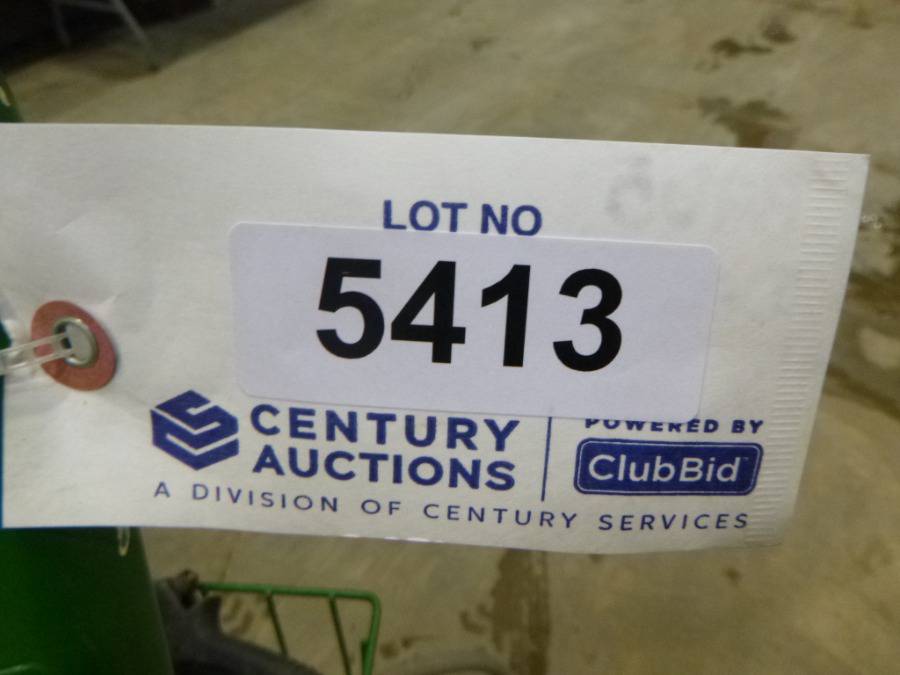 LOT NO
5413
CENTURY
AUCTIONS
A DIVISION OF CENTURY SERVICES
POWERED BY
ClubBid